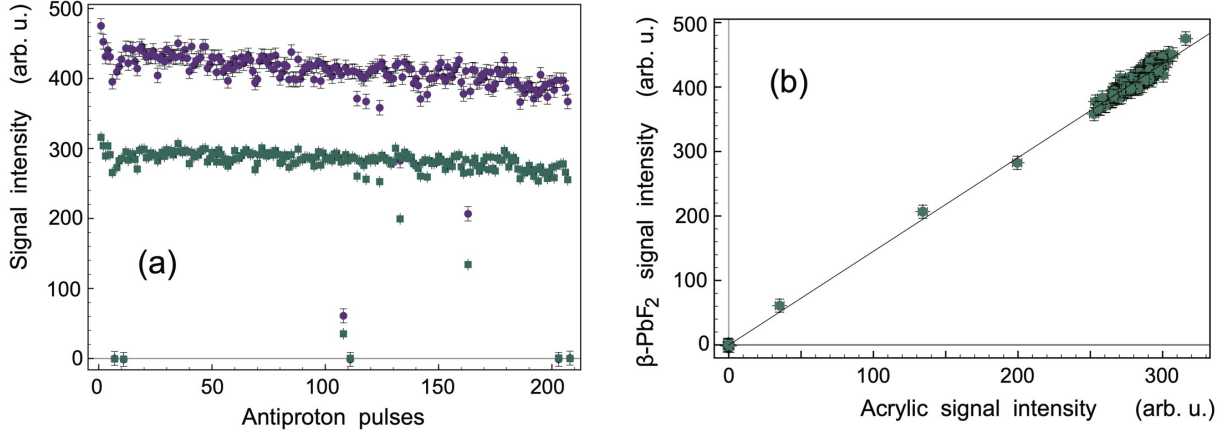 500
400
300
200
100
0
Signal intensity (arb. u.)
(a)
0 50 100 150 200
Antiproton pulses
500
400
300
200
100
0
β-PbF2 signal intensity (arb. u.)
(b)
0 100 200 300
Acrylic signal intensity (arb. u.)